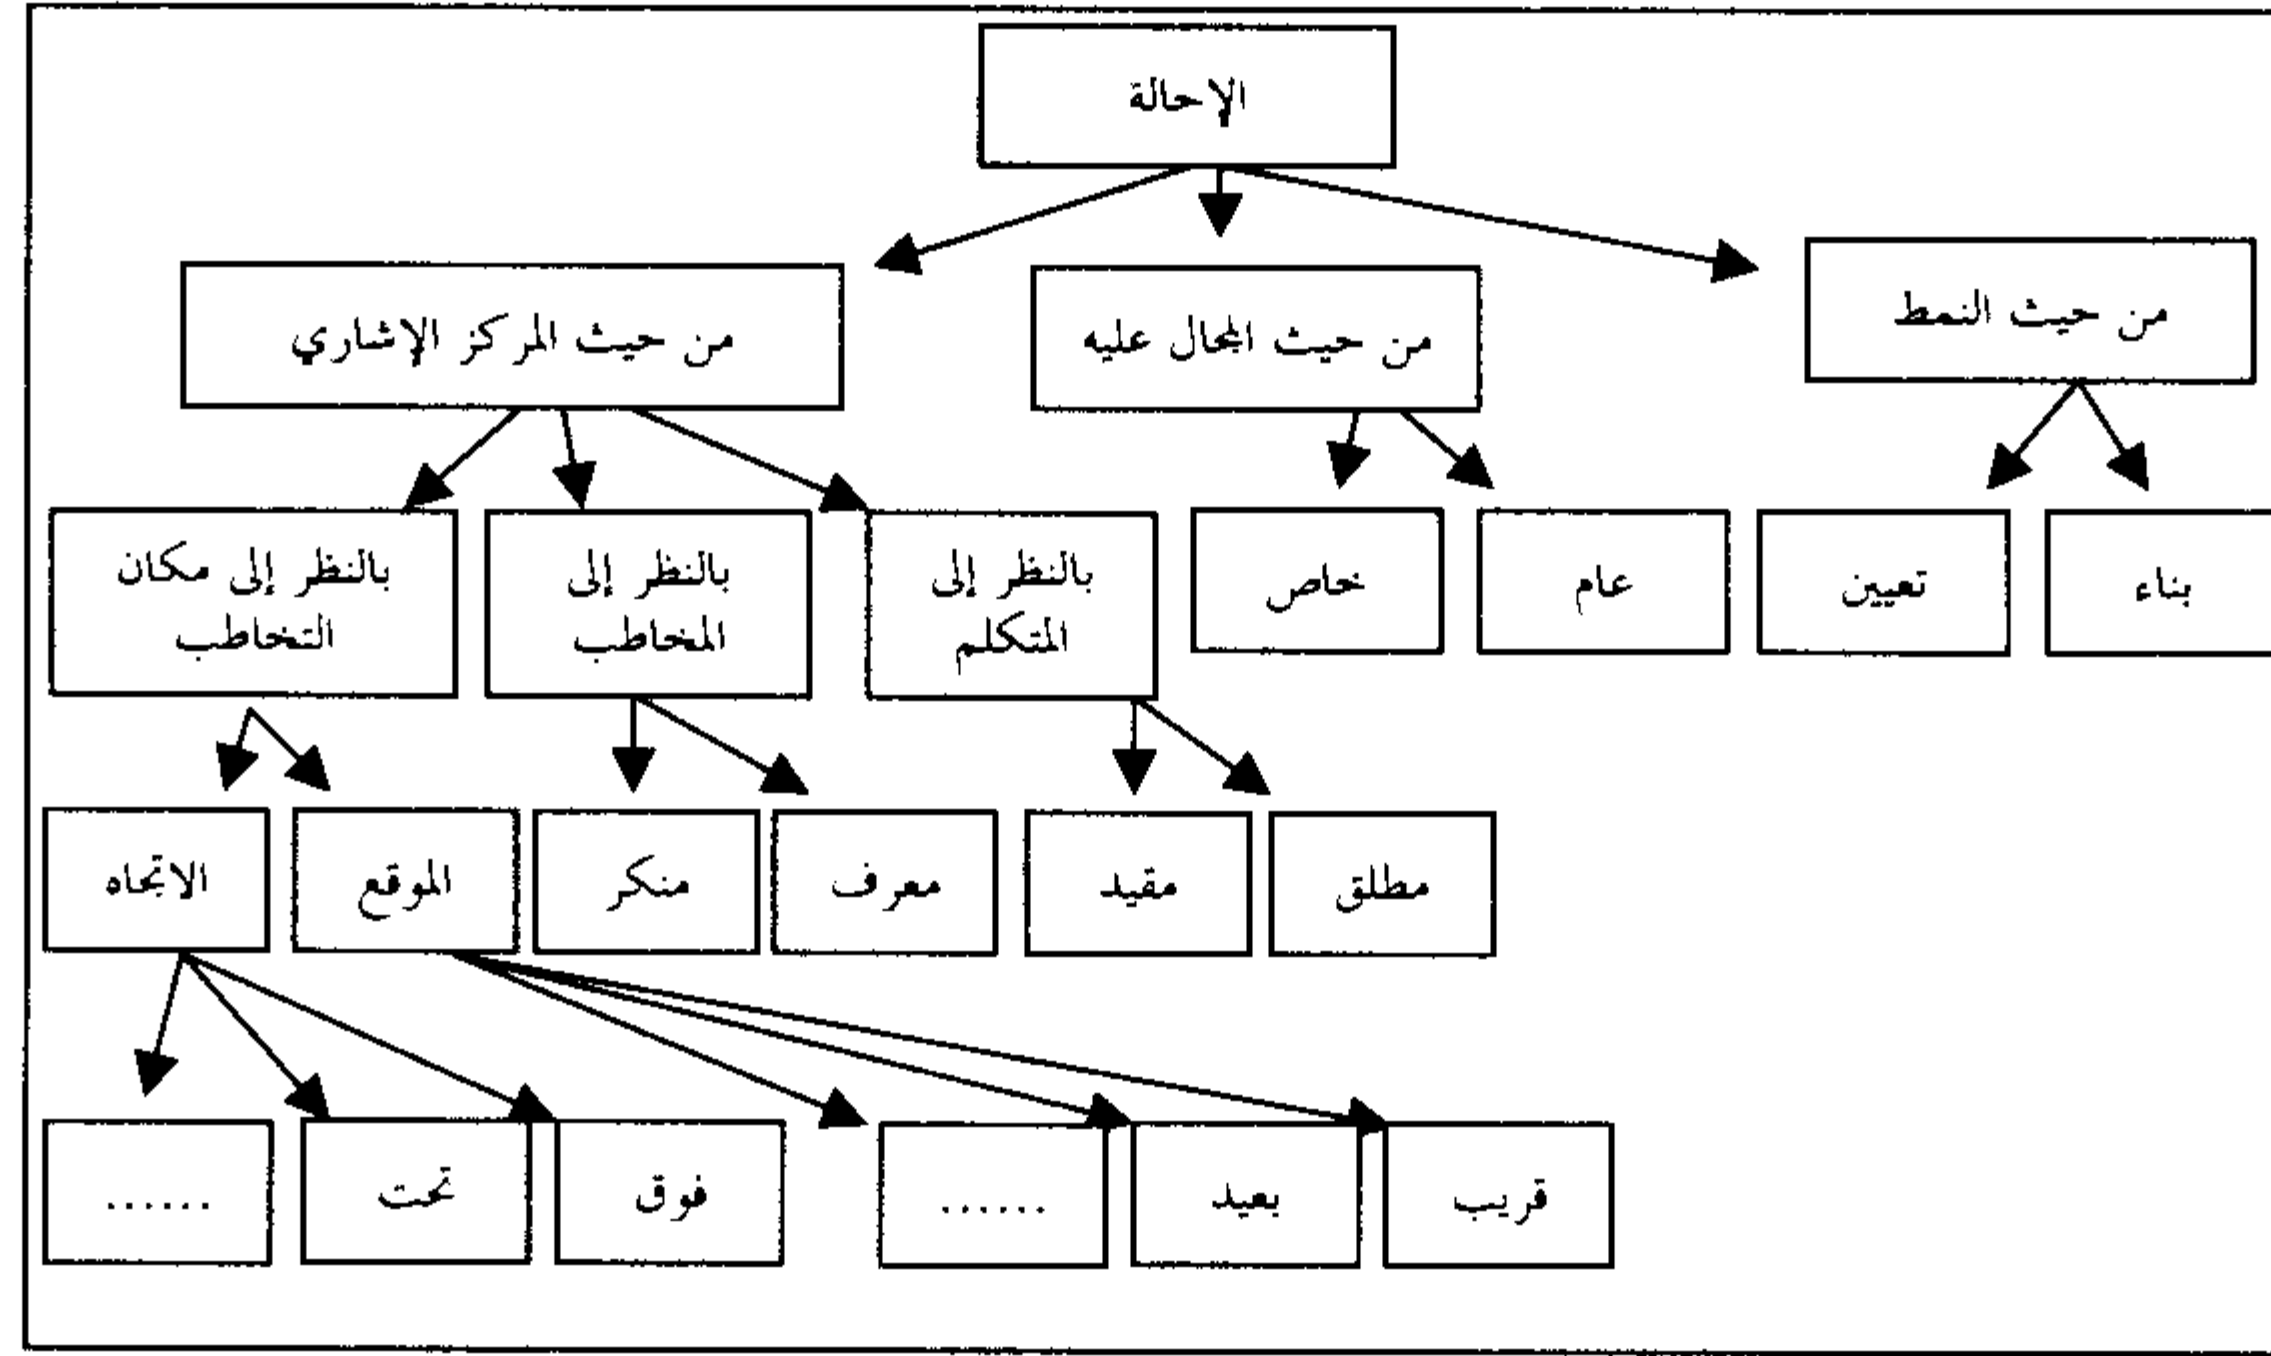 الإحالة
من حيث النمط
من حيث المحال عليه
من حيث المركز الإشاري
بناء
تعيين
عام
خاص
بالنظر إلى
المتكلم
بالنظر إلى
المخاطب
بالنظر إلى مكان
التخاطب
مطلق
مقيد
معرف
منكر
الموقع
الاتجاه
قريب
بعيد
......
فوق
تحت
......